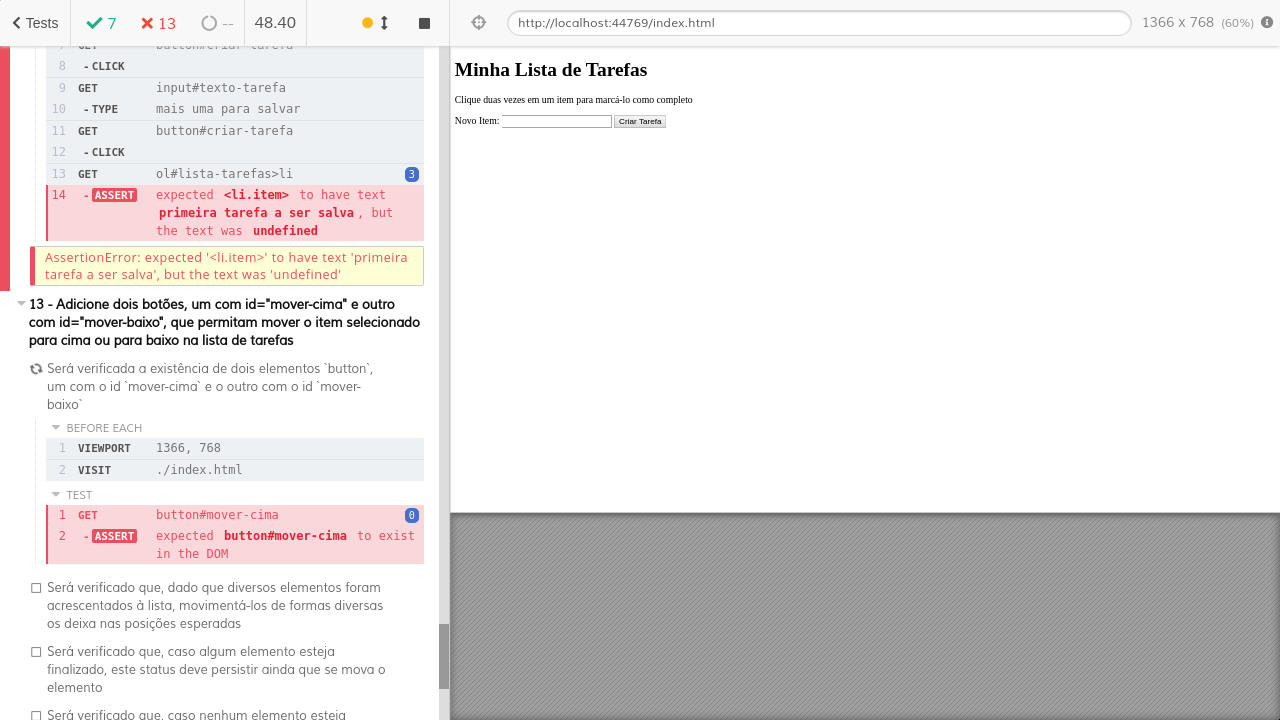 Tests
7
13
--
48.40
http://localhost:44769/index.html
1366 x 768 (60%)
7 GET button#criar-tarefa
8 - CLICK
9 GET input#texto-tarefa
10 - TYPE mais uma para salvar
11 GET button#criar-tarefa
12 - CLICK
13 GET ol#lista-tarefas>li 3
14 - ASSERT expected <li.item> to have text
primeira tarefa a ser salva , but
the text was undefined
AssertionError: expected '<li.item>' to have text 'primeira
tarefa a ser salva', but the text was 'undefined'
13 - Adicione dois botões, um com id="mover-cima" e outro
com id="mover-baixo", que permitam mover o item selecionado
para cima ou para baixo na lista de tarefas
Será verificada a existência de dois elementos `button`,
um com o id `mover-cima` e o outro com o id `mover-
baixo`
BEFORE EACH
1 VIEWPORT 1366, 768
2 VISIT ./index.html
TEST
1 GET button#mover-cima 0
2 - ASSERT expected button#mover-cima to exist
in the DOM
Será verificado que, dado que diversos elementos foram
acrescentados à lista, movimentá-los de formas diversas
os deixa nas posições esperadas
Será verificado que, caso algum elemento esteja
finalizado, este status deve persistir ainda que se mova o
elemento
Será verificado que, caso nenhum elemento esteja
Minha Lista de Tarefas
Clique duas vezes em um item para marcá-lo como completo
Novo Item:
Criar Tarefa